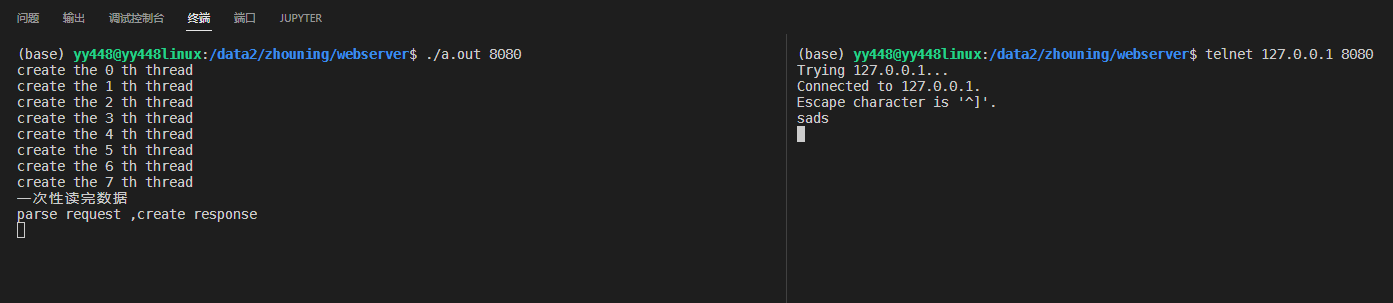 问题 输出 调试控制台 终端 端口 JUPYTER
(base) yy448@yy448linux:/data2/zhouning/webserver$ ./a.out 8080
create the 0 th thread
create the 1 th thread
create the 2 th thread
create the 3 th thread
create the 4 th thread
create the 5 th thread
create the 6 th thread
create the 7 th thread
一次性读完数据
parse request ,create response
(base) yy448@yy448linux:/data2/zhouning/webserver$ telnet 127.0.0.1 8080
Trying 127.0.0.1...
Connected to 127.0.0.1.
Escape character is '^]'.
sads